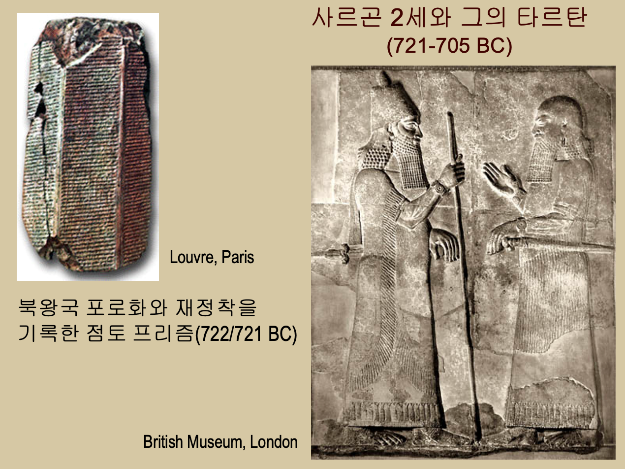 사르곤 2세와 그의 타르탄
(721-705 BC)
Louvre, Paris
북왕국 포로화와 재정착을
기록한 점토 프리즘(722/721 BC)
British Museum, London